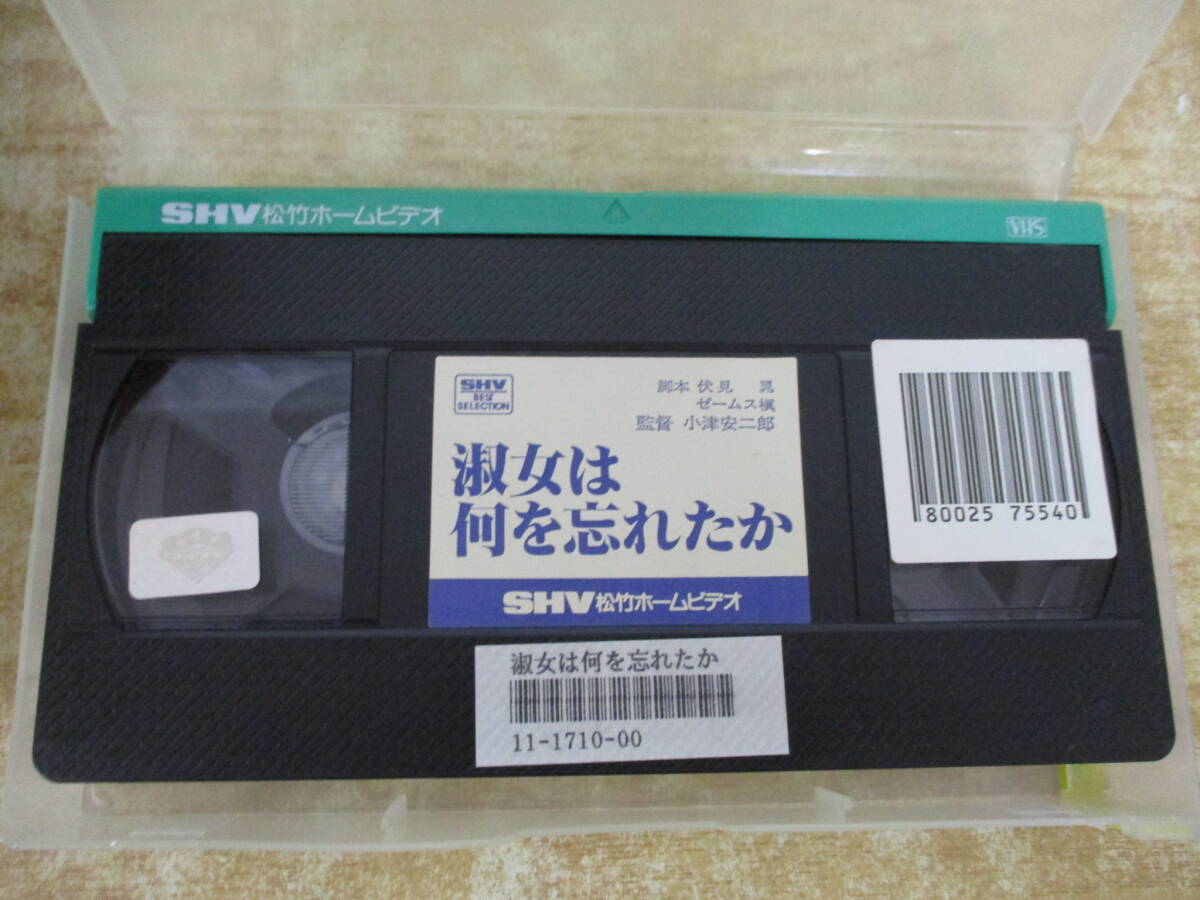 SHV松竹ホームビデオ
VHS
SHV
BEST
SELECTION
脚本 伏見 晁
ゼームス槇
監督 小津安二郎
淑女は
何を忘れたか
SHV松竹ホームビデオ
80025 75540
淑女は何を忘れたか
11-1710-00